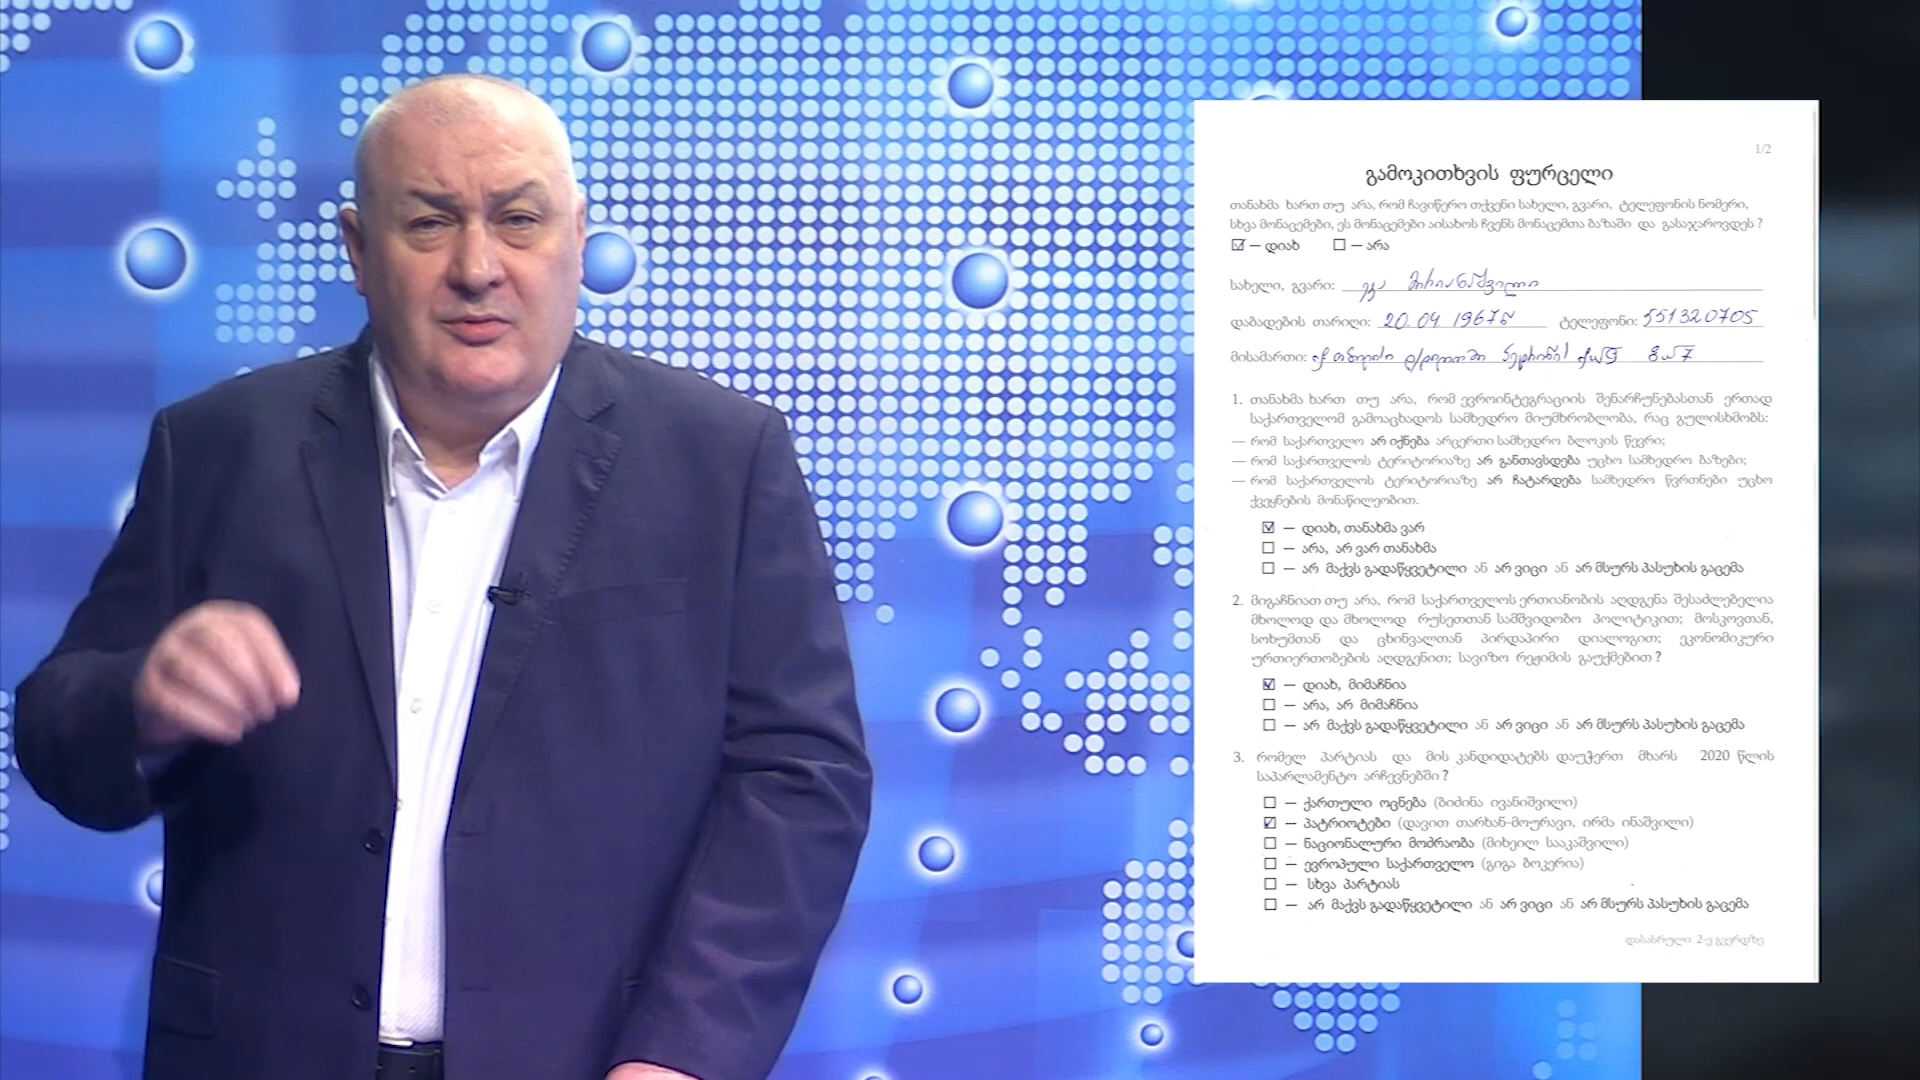 1/2
გამოკითხვის ფურცელი
თანახმა ხართ თუ არა, რომ ჩავიწერო თქვენი სახელი, გვარი, ტელეფონის ნომერი,
სხვა მონაცემები, ეს მონაცემები აისახოს ჩვენს მონაცემთა ბაზაში და გასაჯაროვდეს ?
☑ — დიახ ☐ — არა
სახელი, გვარი:
დაბადების თარიღი: 20.04 1967წ ტელეფონი: 551320705
მისამართი:
1. თანახმა ხართ თუ არა, რომ ევროინტეგრაციის შენარჩუნებასთან ერთად
საქართველომ გამოაცხადოს სამხედრო მიუმხრობლობა, რაც გულისხმობს:
— რომ საქართველო არ იქნება არცერთი სამხედრო ბლოკის წევრი;
— რომ საქართველოს ტერიტორიაზე არ განთავსდება უცხო სამხედრო ბაზები;
— რომ საქართველოს ტერიტორიაზე არ ჩატარდება სამხედრო წვრთნები უცხო
ქვეყნების მონაწილეობით.
☑ — დიახ, თანახმა ვარ
☐ — არა, არ ვარ თანახმა
☐ — არ მაქვს გადაწყვეტილი ან არ ვიცი ან არ მსურს პასუხის გაცემა
2. მიგაჩნიათ თუ არა, რომ საქართველოს ერთიანობის აღდგენა შესაძლებელია
მხოლოდ და მხოლოდ რუსეთთან სამშვიდობო პოლიტიკით; მოსკოვთან,
სოხუმთან და ცხინვალთან პირდაპირი დიალოგით; ეკონომიკური
ურთიერთობების აღდგენით; სავიზო რეჟიმის გაუქმებით ?
☑ — დიახ, მიმაჩნია
☐ — არა, არ მიმაჩნია
☐ — არ მაქვს გადაწყვეტილი ან არ ვიცი ან არ მსურს პასუხის გაცემა
3. რომელ პარტიას და მის კანდიდატებს დაუჭერთ მხარს 2020 წლის
საპარლამენტო არჩევნებში ?
☐ — ქართული ოცნება (ბიძინა ივანიშვილი)
☑ — პატრიოტები (დავით თარხან-მოურავი, ირმა ინაშვილი)
☐ — ნაციონალური მოძრაობა (მიხეილ სააკაშვილი)
☐ — ევროპული საქართველო (გიგა ბოკერია)
☐ — სხვა პარტიას
☐ — არ მაქვს გადაწყვეტილი ან არ ვიცი ან არ მსურს პასუხის გაცემა
დასასრული 2-ე გვერდზე